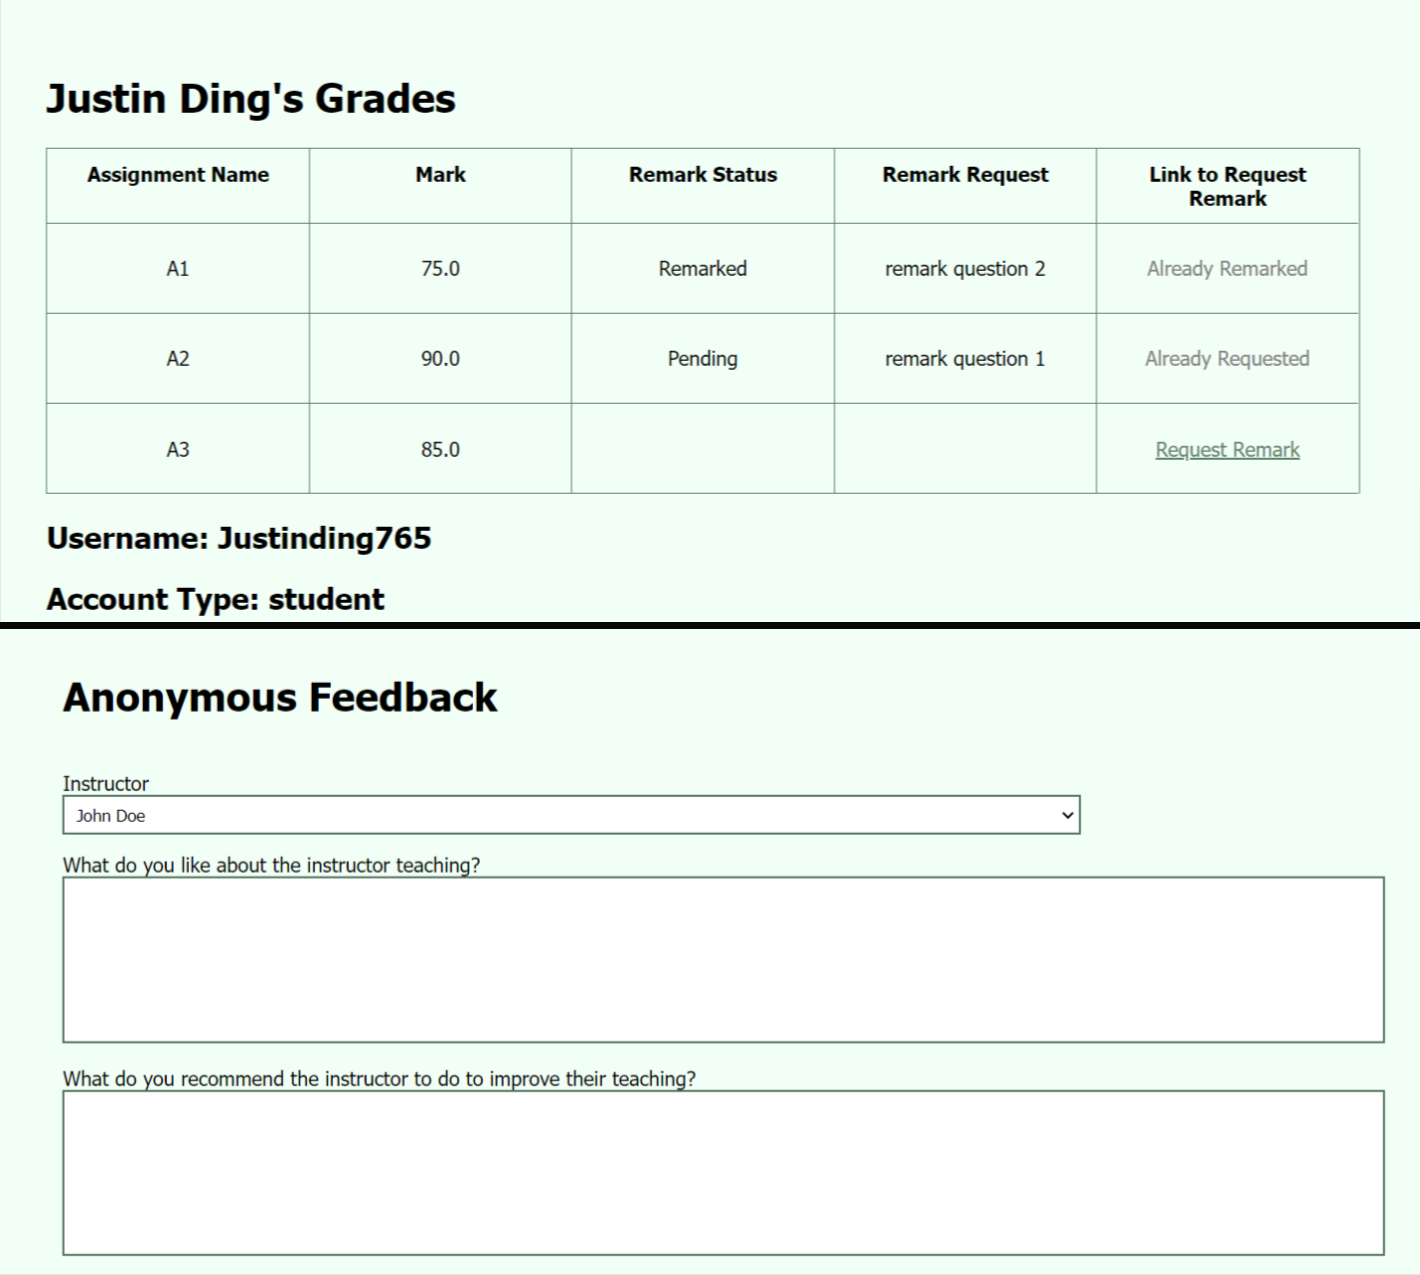 Justin Ding's Grades
Assignment Name Mark Remark Status Remark Request Link to Request
Remark
A1 75.0 Remarked remark question 2 Already Remarked
A2 90.0 Pending remark question 1 Already Requested
A3 85.0 Request Remark
Username: Justinding765
Account Type: student
Anonymous Feedback
Instructor
John Doe
What do you like about the instructor teaching?
What do you recommend the instructor to do to improve their teaching?